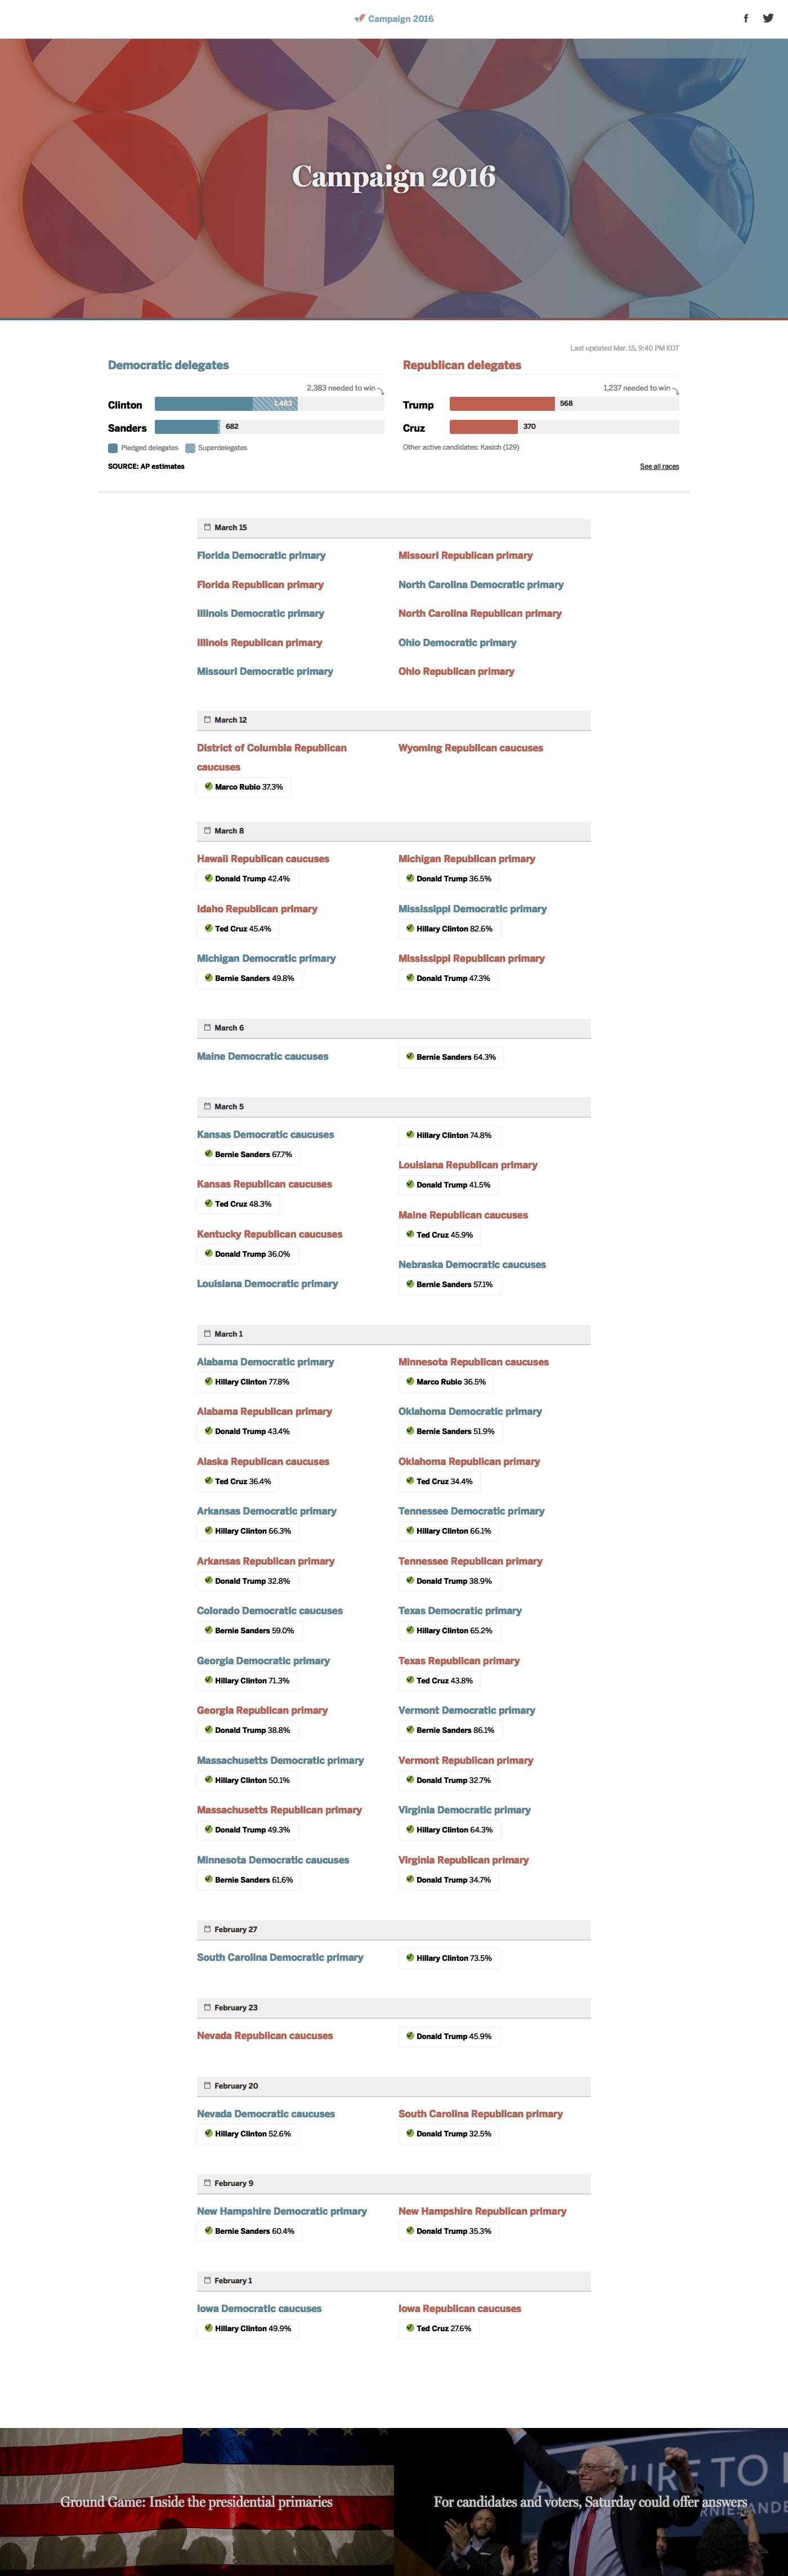 Campaign 2016
Campaign 2016
Last updated Mar. 15, 9:40 PM EDT
Democratic delegates
2,383 needed to win
Clinton 1,483
Sanders 682
Pledged delegates Superdelegates
SOURCE: AP estimates
Republican delegates
1,237 needed to win
Trump 568
Cruz 370
Other active candidates: Kasich (129)
See all races
March 15
Florida Democratic primary
Florida Republican primary
Illinois Democratic primary
Illinois Republican primary
Missouri Democratic primary
Missouri Republican primary
North Carolina Democratic primary
North Carolina Republican primary
Ohio Democratic primary
Ohio Republican primary
March 12
District of Columbia Republican
caucuses
Marco Rubio 37.3%
Wyoming Republican caucuses
March 8
Hawaii Republican caucuses
Donald Trump 42.4%
Idaho Republican primary
Ted Cruz 45.4%
Michigan Democratic primary
Bernie Sanders 49.8%
Michigan Republican primary
Donald Trump 36.5%
Mississippi Democratic primary
Hillary Clinton 82.6%
Mississippi Republican primary
Donald Trump 47.3%
March 6
Maine Democratic caucuses
Bernie Sanders 64.3%
March 5
Kansas Democratic caucuses
Bernie Sanders 67.7%
Kansas Republican caucuses
Ted Cruz 48.3%
Kentucky Republican caucuses
Donald Trump 36.0%
Louisiana Democratic primary
Hillary Clinton 74.8%
Louisiana Republican primary
Donald Trump 41.5%
Maine Republican caucuses
Ted Cruz 45.9%
Nebraska Democratic caucuses
Bernie Sanders 57.1%
March 1
Alabama Democratic primary
Hillary Clinton 77.8%
Alabama Republican primary
Donald Trump 43.4%
Alaska Republican caucuses
Ted Cruz 36.4%
Arkansas Democratic primary
Hillary Clinton 66.3%
Arkansas Republican primary
Donald Trump 32.8%
Colorado Democratic caucuses
Bernie Sanders 59.0%
Georgia Democratic primary
Hillary Clinton 71.3%
Georgia Republican primary
Donald Trump 38.8%
Massachusetts Democratic primary
Hillary Clinton 50.1%
Massachusetts Republican primary
Donald Trump 49.3%
Minnesota Democratic caucuses
Bernie Sanders 61.6%
Minnesota Republican caucuses
Marco Rubio 36.5%
Oklahoma Democratic primary
Bernie Sanders 51.9%
Oklahoma Republican primary
Ted Cruz 34.4%
Tennessee Democratic primary
Hillary Clinton 66.1%
Tennessee Republican primary
Donald Trump 38.9%
Texas Democratic primary
Hillary Clinton 65.2%
Texas Republican primary
Ted Cruz 43.8%
Vermont Democratic primary
Bernie Sanders 86.1%
Vermont Republican primary
Donald Trump 32.7%
Virginia Democratic primary
Hillary Clinton 64.3%
Virginia Republican primary
Donald Trump 34.7%
February 27
South Carolina Democratic primary
Hillary Clinton 73.5%
February 23
Nevada Republican caucuses
Donald Trump 45.9%
February 20
Nevada Democratic caucuses
Hillary Clinton 52.6%
South Carolina Republican primary
Donald Trump 32.5%
February 9
New Hampshire Democratic primary
Bernie Sanders 60.4%
New Hampshire Republican primary
Donald Trump 35.3%
February 1
Iowa Democratic caucuses
Hillary Clinton 49.9%
Iowa Republican caucuses
Ted Cruz 27.6%
Ground Game: Inside the presidential primaries
For candidates and voters, Saturday could offer answers